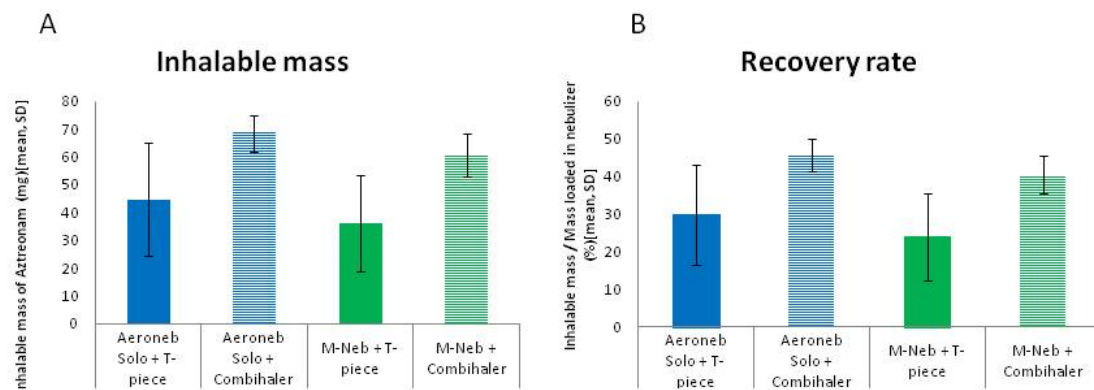 A
Inhalable mass
nhalable mass of Aztreonam (mg)[mean, SD]
80
70
60
50
40
30
20
10
0
Aeroneb
Solo + T-
piece
Aeroneb
Solo +
Combihaler
M-Neb + T-
piece
M-Neb +
Combihaler
B
Recovery rate
Inhalable mass / Mass loaded in nebulizer
(%)[mean, SD]
60
50
40
30
20
10
0
Aeroneb
Solo + T-
piece
Aeroneb
Solo +
Combihaler
M-Neb + T-
piece
M-Neb +
Combihaler